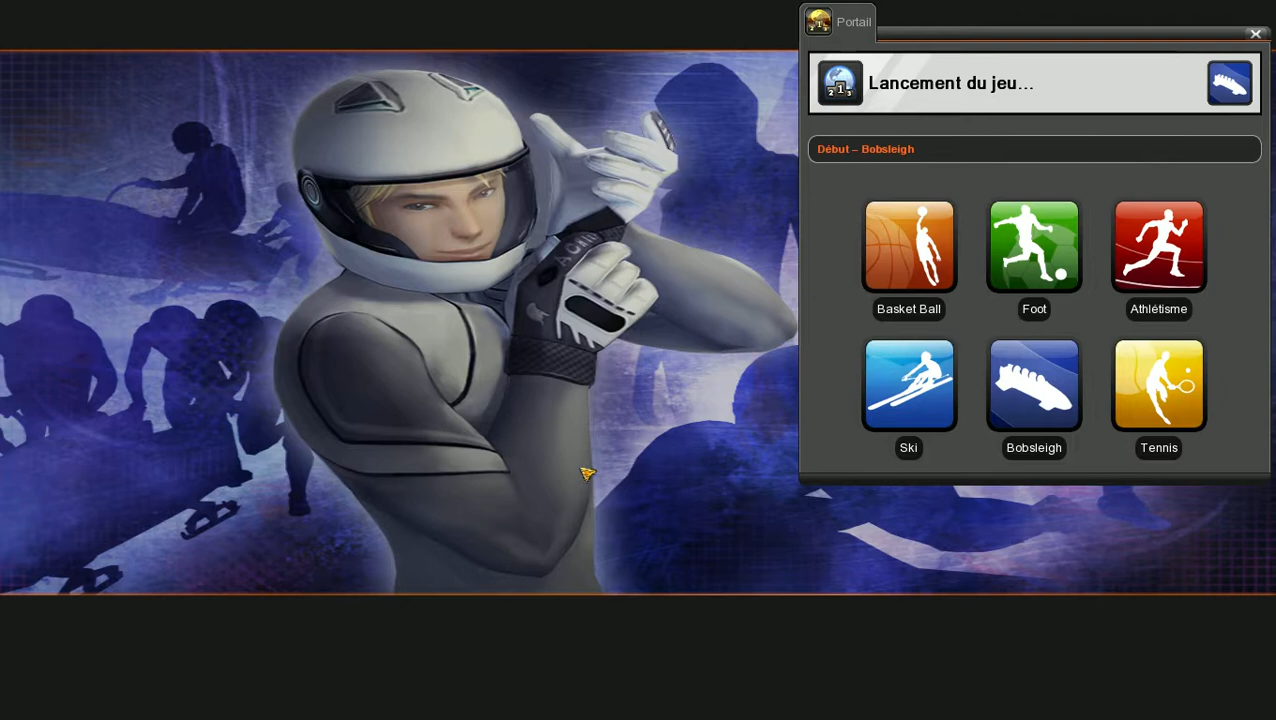 Portail
Lancement du jeu...
Début – Bobsleigh
Basket Ball
Foot
Athlétisme
Ski
Bobsleigh
Tennis